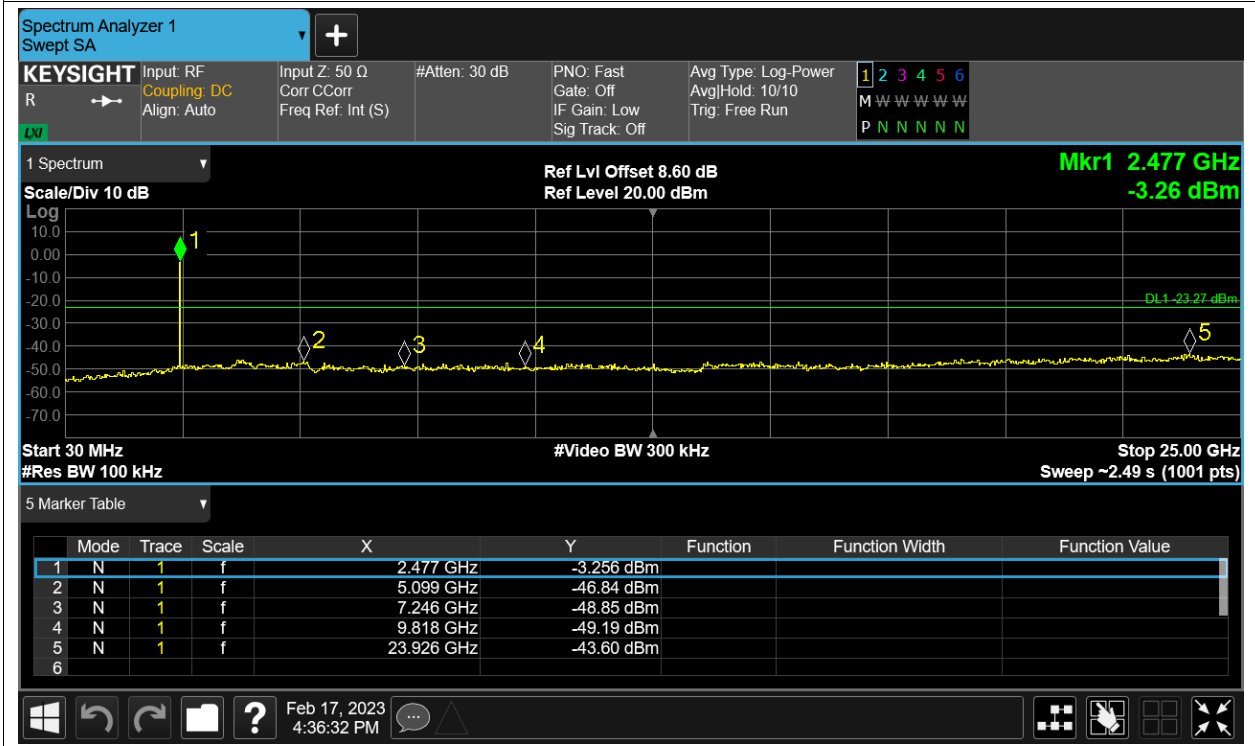 Spectrum Analyzer 1
Swept SA
+
KEYSIGHT
R
LXI
Input: RF
Coupling: DC
Align: Auto
Input Z: 50 Ω
Corr CCorr
Freq Ref: Int (S)
#Atten: 30 dB
PNO: Fast
Gate: Off
IF Gain: Low
Sig Track: Off
Avg Type: Log-Power
Avg|Hold: 10/10
Trig: Free Run
1 2 3 4 5 6
M W W W W W
P N N N N N
1 Spectrum
Scale/Div 10 dB
Ref Lvl Offset 8.60 dB
Ref Level 20.00 dBm
Mkr1 2.477 GHz
-3.26 dBm
Log
10.0
0.00
-10.0
-20.0
-30.0
-40.0
-50.0
-60.0
-70.0
1
2
3
4
5
DL1 -23.27 dBm
Start 30 MHz
#Res BW 100 kHz
#Video BW 300 kHz
Stop 25.00 GHz
Sweep ~2.49 s (1001 pts)
5 Marker Table
Mode Trace Scale X Y Function Function Width Function Value
1 N 1 f 2.477 GHz -3.256 dBm
2 N 1 f 5.099 GHz -46.84 dBm
3 N 1 f 7.246 GHz -48.85 dBm
4 N 1 f 9.818 GHz -49.19 dBm
5 N 1 f 23.926 GHz -43.60 dBm
6
?
Feb 17, 2023
4:36:32 PM